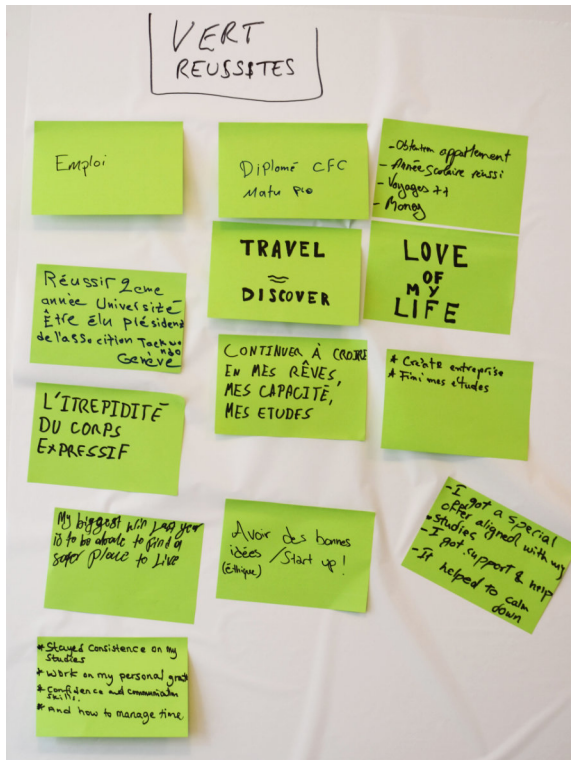 VERT
REUSSITES
Emploi
Diplomé CFC
Matu pro
- Obtention appartement
- Année scolaire réussi
- Voyages ++
- Money
Réussir 2eme
année Université
Être élu président
de l'association Taekwo
ndo
Genève
TRAVEL
≈
DISCOVER
LOVE
OF
MY
LIFE
L'ITREPIDITÉ
DU CORPS
EXPRESSIF
CONTINUER À CROIRE
EN MES RÊVES,
MES CAPACITÉ,
MES ETUDES
* Create entreprise
* Fini mes etudes
My biggest win last year
is to be able to find a
safer place to Live
Avoir des bonnes
idées /Start up!
(Éthique)
- I got a special
offer aligned with my
• studies
- I got support & help
- It helped to calm
down
* Stayed Consistence on my
Studies
* Work on my personal
* Confidence and communication
skills.
* And how to manage time